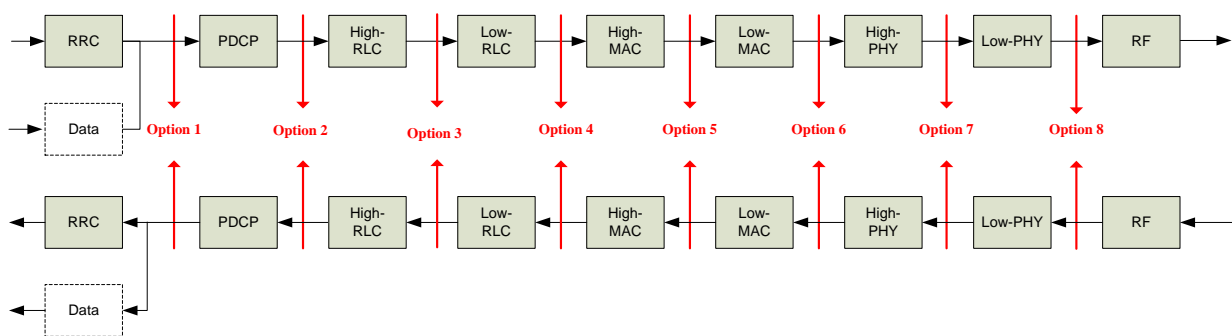 RRC
PDCP
High-
RLC
Low-
RLC
High-
MAC
Low-
MAC
High-
PHY
Low-PHY
RF
Data
Option 1
Option 2
Option 3
Option 4
Option 5
Option 6
Option 7
Option 8
RRC
PDCP
High-
RLC
Low-
RLC
High-
MAC
Low-
MAC
High-
PHY
Low-PHY
RF
Data